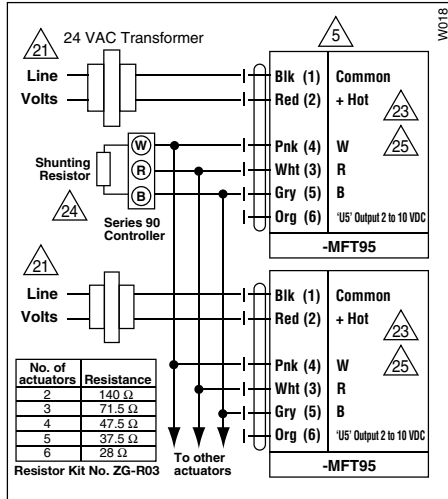 W018
21
24 VAC Transformer
5
Line
Volts
Blk (1) Common
Red (2) + Hot
23
25
Pnk (4) W
Wht (3) R
Gry (5) B
Org (6) 'U5' Output 2 to 10 VDC
-MFT95
W
R
B
Shunting
Resistor
24
Series 90
Controller
21
Line
Volts
Blk (1) Common
Red (2) + Hot
23
25
Pnk (4) W
Wht (3) R
Gry (5) B
Org (6) 'U5' Output 2 to 10 VDC
-MFT95
No. of actuators Resistance
2 140 Ω
3 71.5 Ω
4 47.5 Ω
5 37.5 Ω
6 28 Ω
Resistor Kit No. ZG-R03
To other
actuators